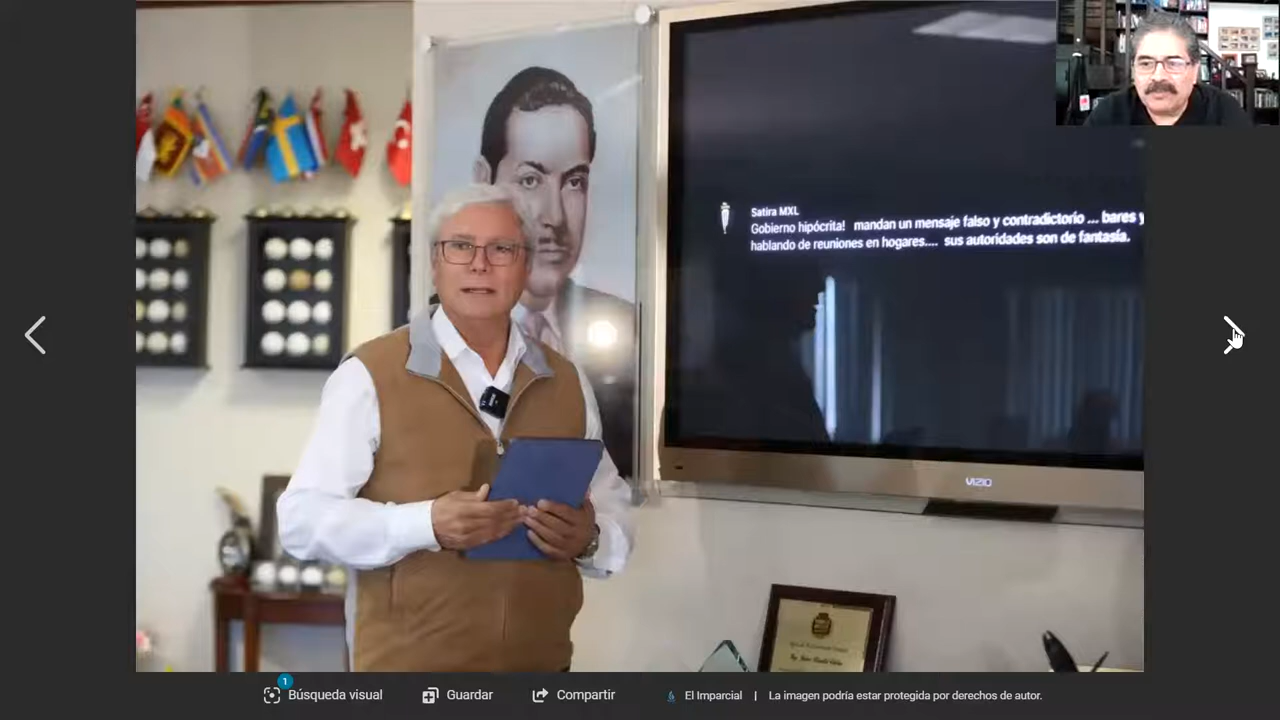 Satira MXL
Gobierno hipócrita! mandan un mensaje falso y contradictorio ... bares y
hablando de reuniones en hogares.... sus autoridades son de fantasía.
VIZIO
1
Búsqueda visual
Guardar
Compartir
El Imparcial | La imagen podría estar protegida por derechos de autor.